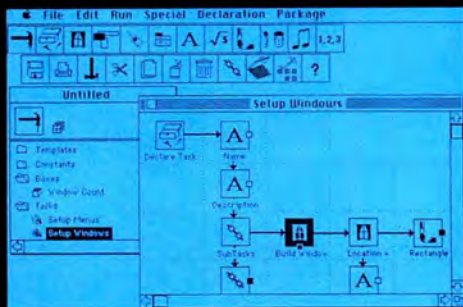 File Edit Run Special Declaration Package
A √S 1,2,3
?
Untitled
Templates
Constants
Boxes
Window Count
Tasks
Setup Menus
Setup Windows
Setup Windows
A A
Declare Task Name
A
Description
SubTasks Build Window Location Rectangle
A